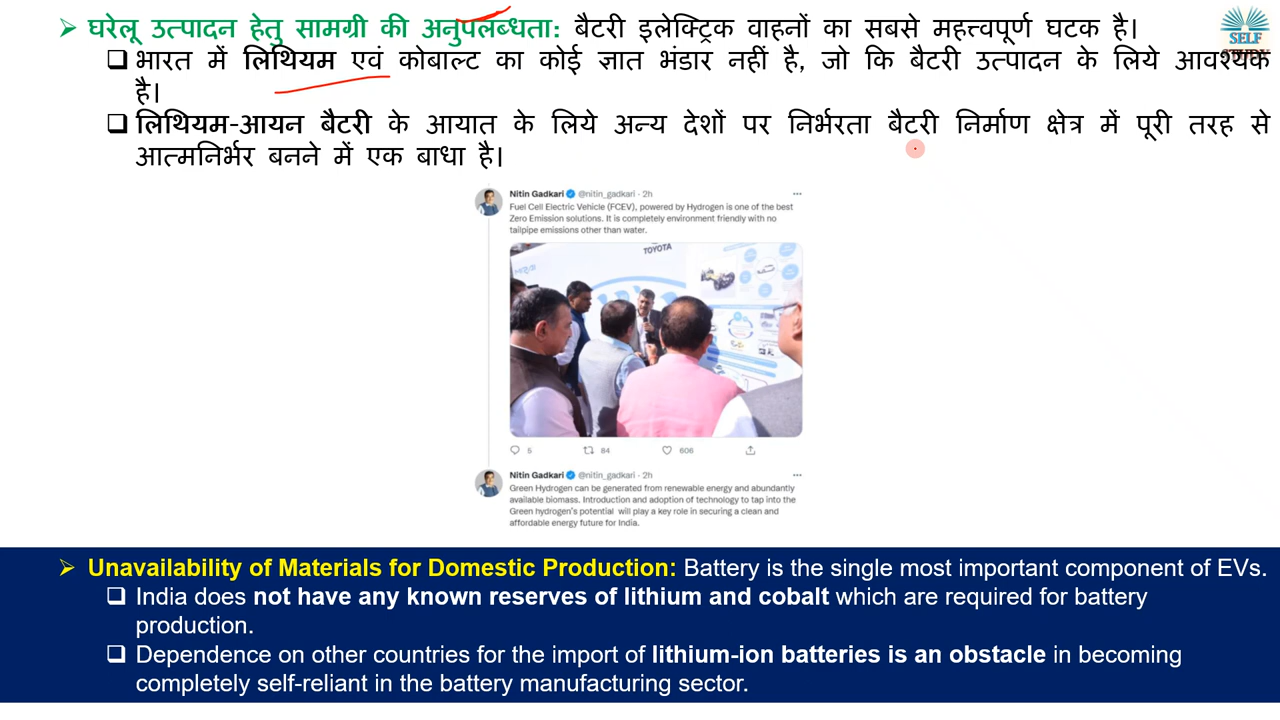 ➢ घरेलू उत्पादन हेतु सामग्री की अनुपलब्धता: बैटरी इलेक्ट्रिक वाहनों का सबसे महत्त्वपूर्ण घटक है।
❑ भारत में लिथियम एवं कोबाल्ट का कोई ज्ञात भंडार नहीं है, जो कि बैटरी उत्पादन के लिये आवश्यक
है।
❑ लिथियम-आयन बैटरी के आयात के लिये अन्य देशों पर निर्भरता बैटरी निर्माण क्षेत्र में पूरी तरह से
आत्मनिर्भर बनने में एक बाधा है।
SELF
STUDY
Nitin Gadkari @nitin_gadkari · 2h
Fuel Cell Electric Vehicle (FCEV), powered by Hydrogen is one of the best
Zero Emission solutions. It is completely environment friendly with no
tailpipe emissions other than water.
TOYOTA
5 84 606
Nitin Gadkari @nitin_gadkari · 2h
Green Hydrogen can be generated from renewable energy and abundantly
available biomass. Introduction and adoption of technology to tap into the
Green hydrogen's potential will play a key role in securing a clean and
affordable energy future for India.
➢ Unavailability of Materials for Domestic Production: Battery is the single most important component of EVs.
❑ India does not have any known reserves of lithium and cobalt which are required for battery
production.
❑ Dependence on other countries for the import of lithium-ion batteries is an obstacle in becoming
completely self-reliant in the battery manufacturing sector.